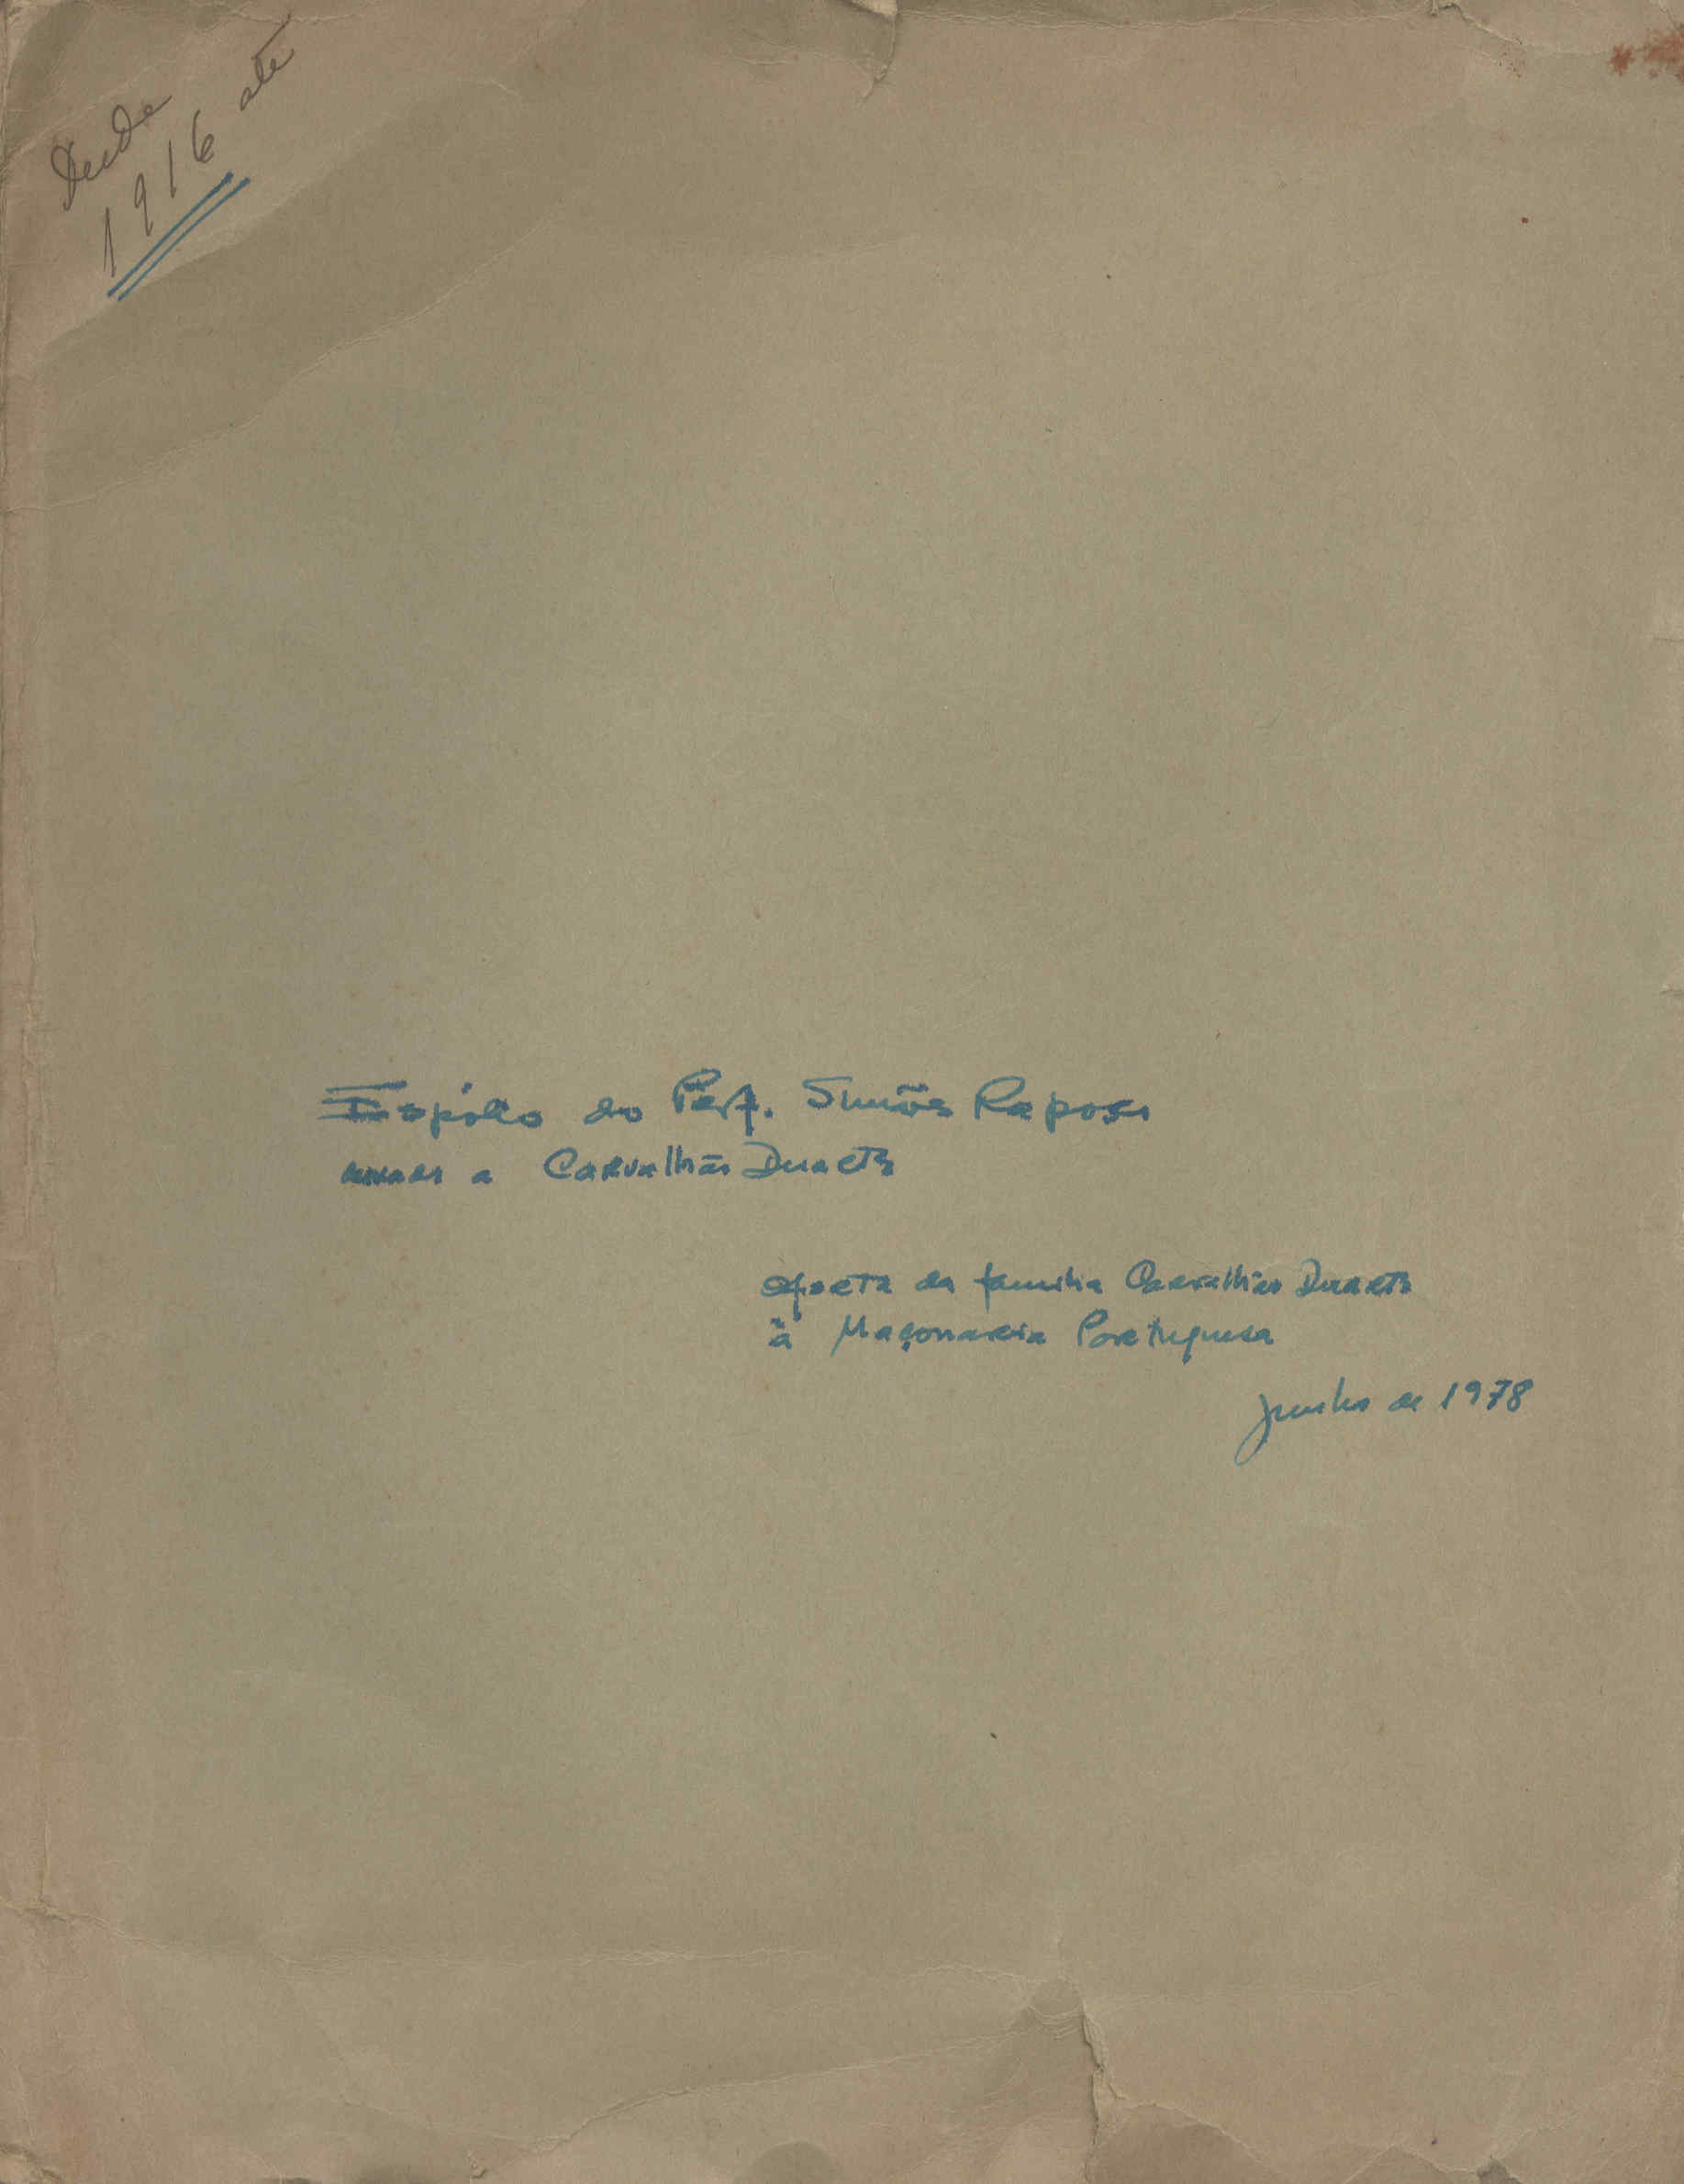 Desde
1916 até
Espólio do Prof. Simões Raposo
deixado a Carvalhão Duarte
oferta da família Carvalhão Duarte
à Maçonaria Portuguesa
Junho de 1978